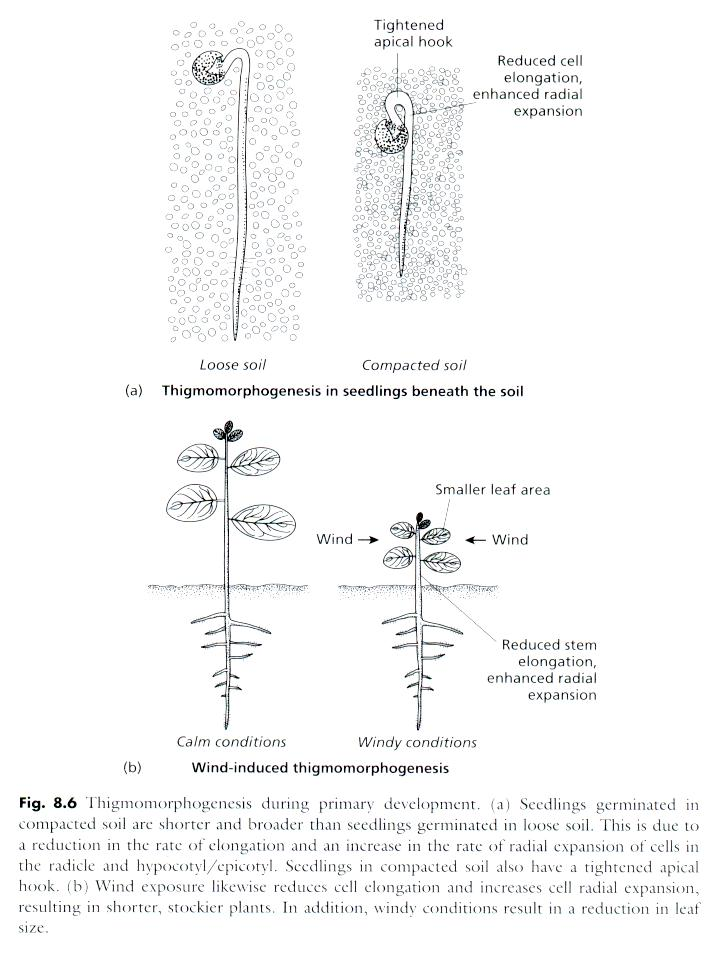 Tightened
apical hook
Reduced cell
elongation,
enhanced radial
expansion
Loose soil
Compacted soil
(a) Thigmomorphogenesis in seedlings beneath the soil
Smaller leaf area
Wind
Wind
Reduced stem
elongation,
enhanced radial
expansion
Calm conditions
Windy conditions
(b) Wind-induced thigmomorphogenesis
Fig. 8.6 Thigmomorphogenesis during primary development. (a) Seedlings germinated in
compacted soil are shorter and broader than seedlings germinated in loose soil. This is due to
a reduction in the rate of elongation and an increase in the rate of radial expansion of cells in
the radicle and hypocotyl/epicotyl. Seedlings in compacted soil also have a tightened apical
hook. (b) Wind exposure likewise reduces cell elongation and increases cell radial expansion,
resulting in shorter, stockier plants. In addition, windy conditions result in a reduction in leaf
size.